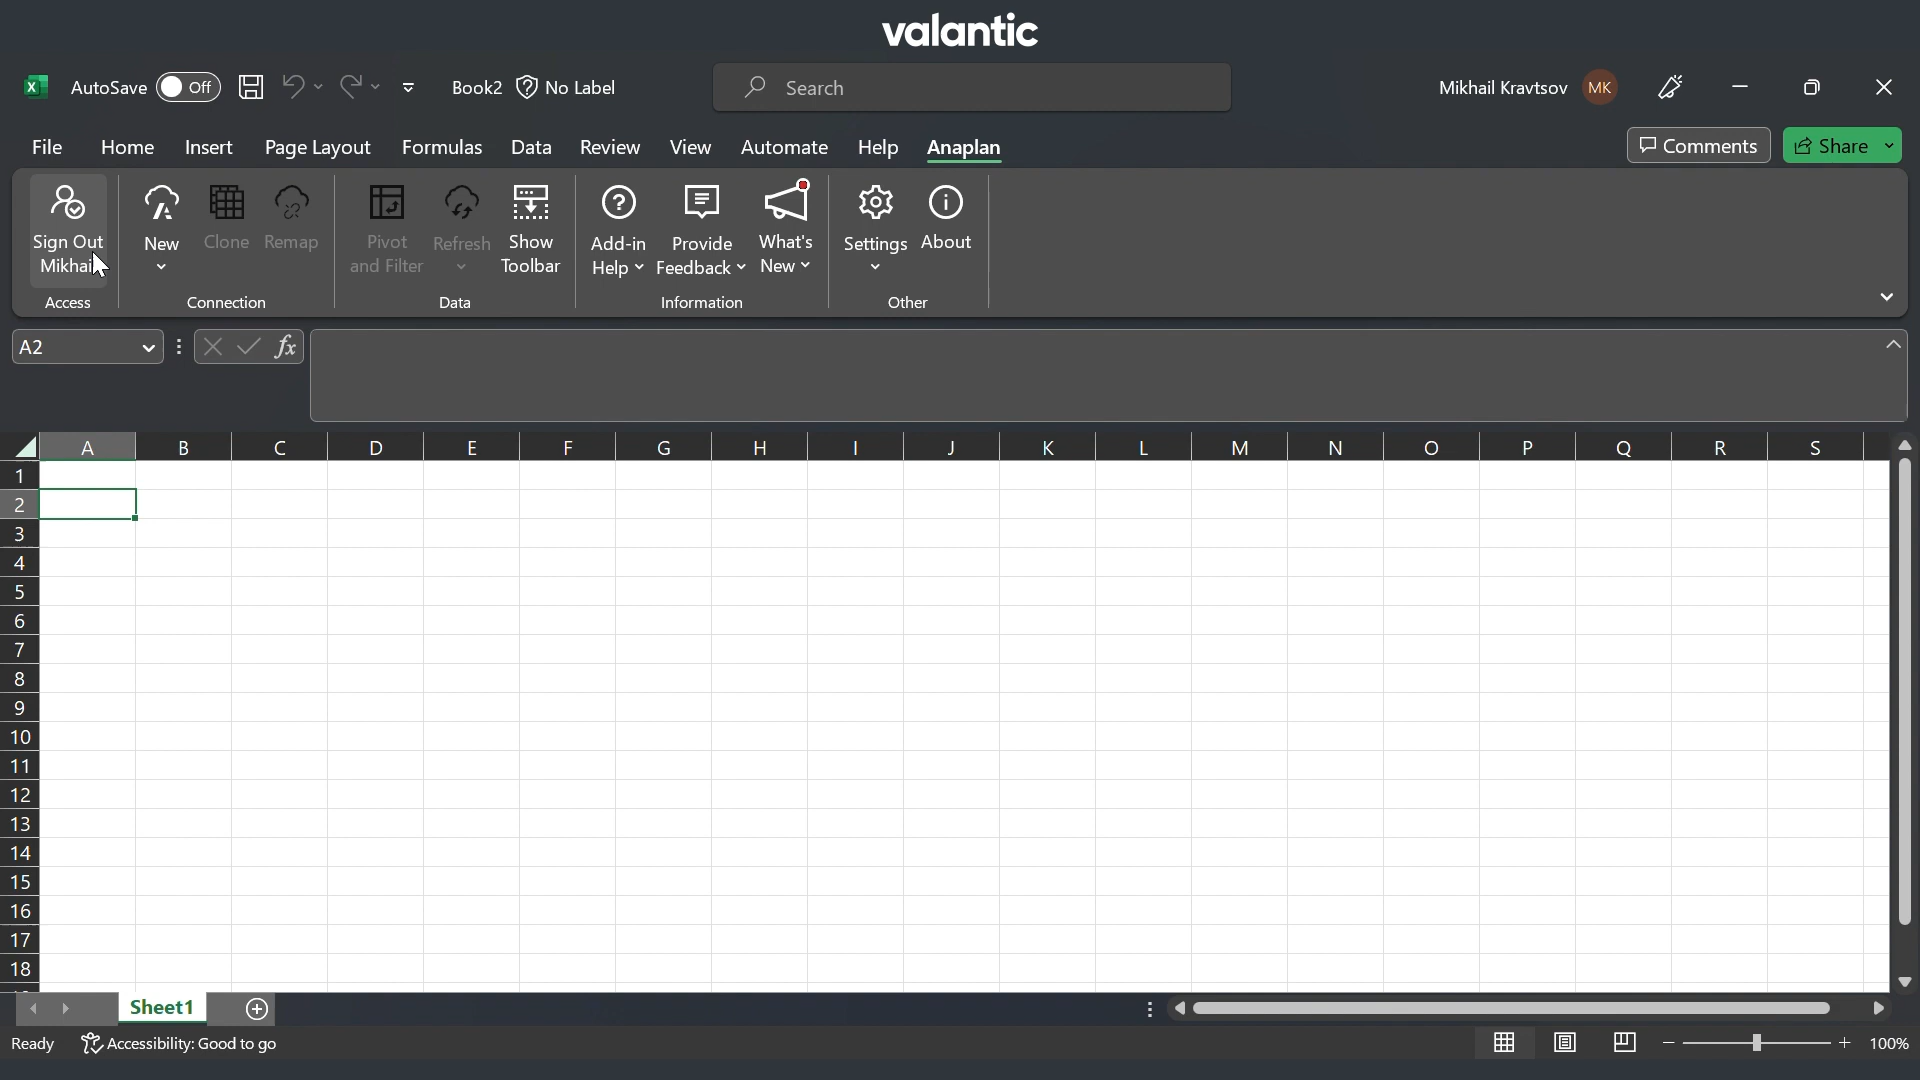 valantic
AutoSave Off Book2 No Label Search Mikhail Kravtsov MK
File Home Insert Page Layout Formulas Data Review View Automate Help Anaplan Comments Share
Sign Out Mikhail
Access
New
Clone
Remap
Connection
Pivot and Filter
Refresh
Show Toolbar
Data
Add-in Help
Provide Feedback
What's New
Information
Settings
About
Other
A2 fx
A B C D E F G H I J K L M N O P Q R S
1
2
3
4
5
6
7
8
9
10
11
12
13
14
15
16
17
18
Sheet1
Ready Accessibility: Good to go 100%